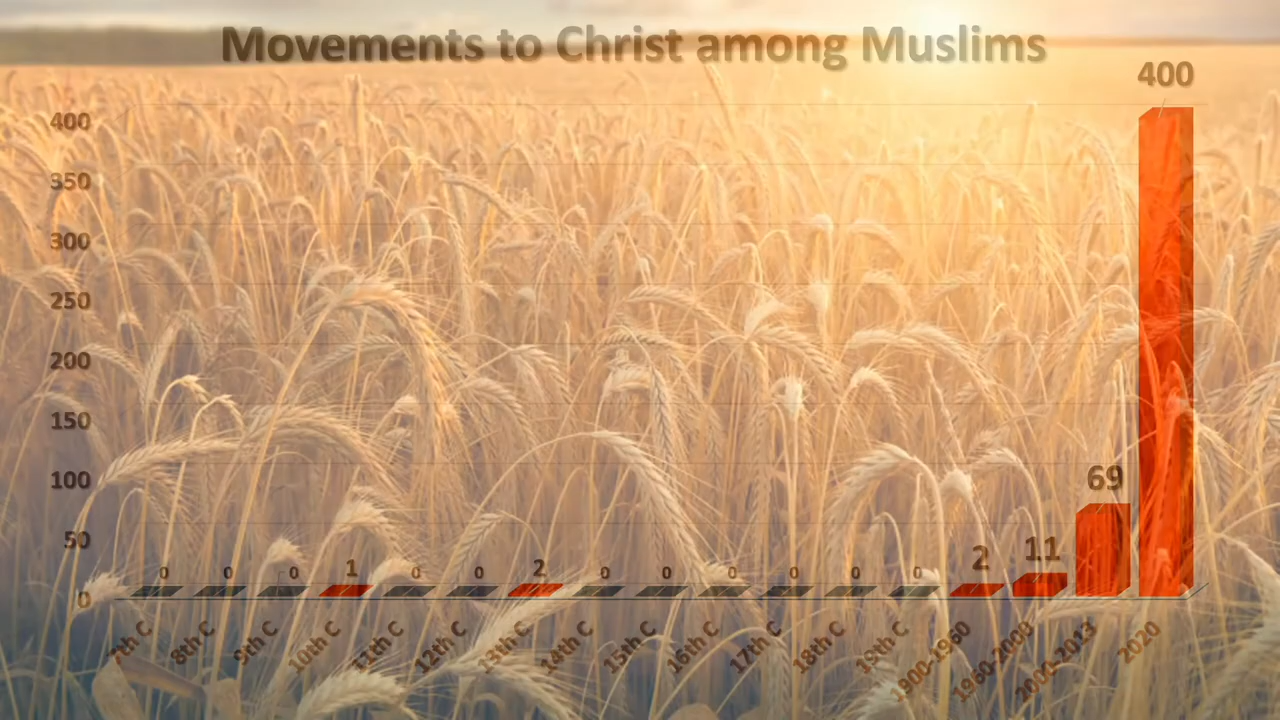 Movements to Christ among Muslims
400
400
350
300
250
200
150
100
50
0
0
0
0
1
0
0
2
0
0
0
0
0
0
2
11
69
7th C
8th C
9th C
10th C
11th C
12th C
13th C
14th C
15th C
16th C
17th C
18th C
19th C
1900-1960
1960-2000
2000-2013
2020